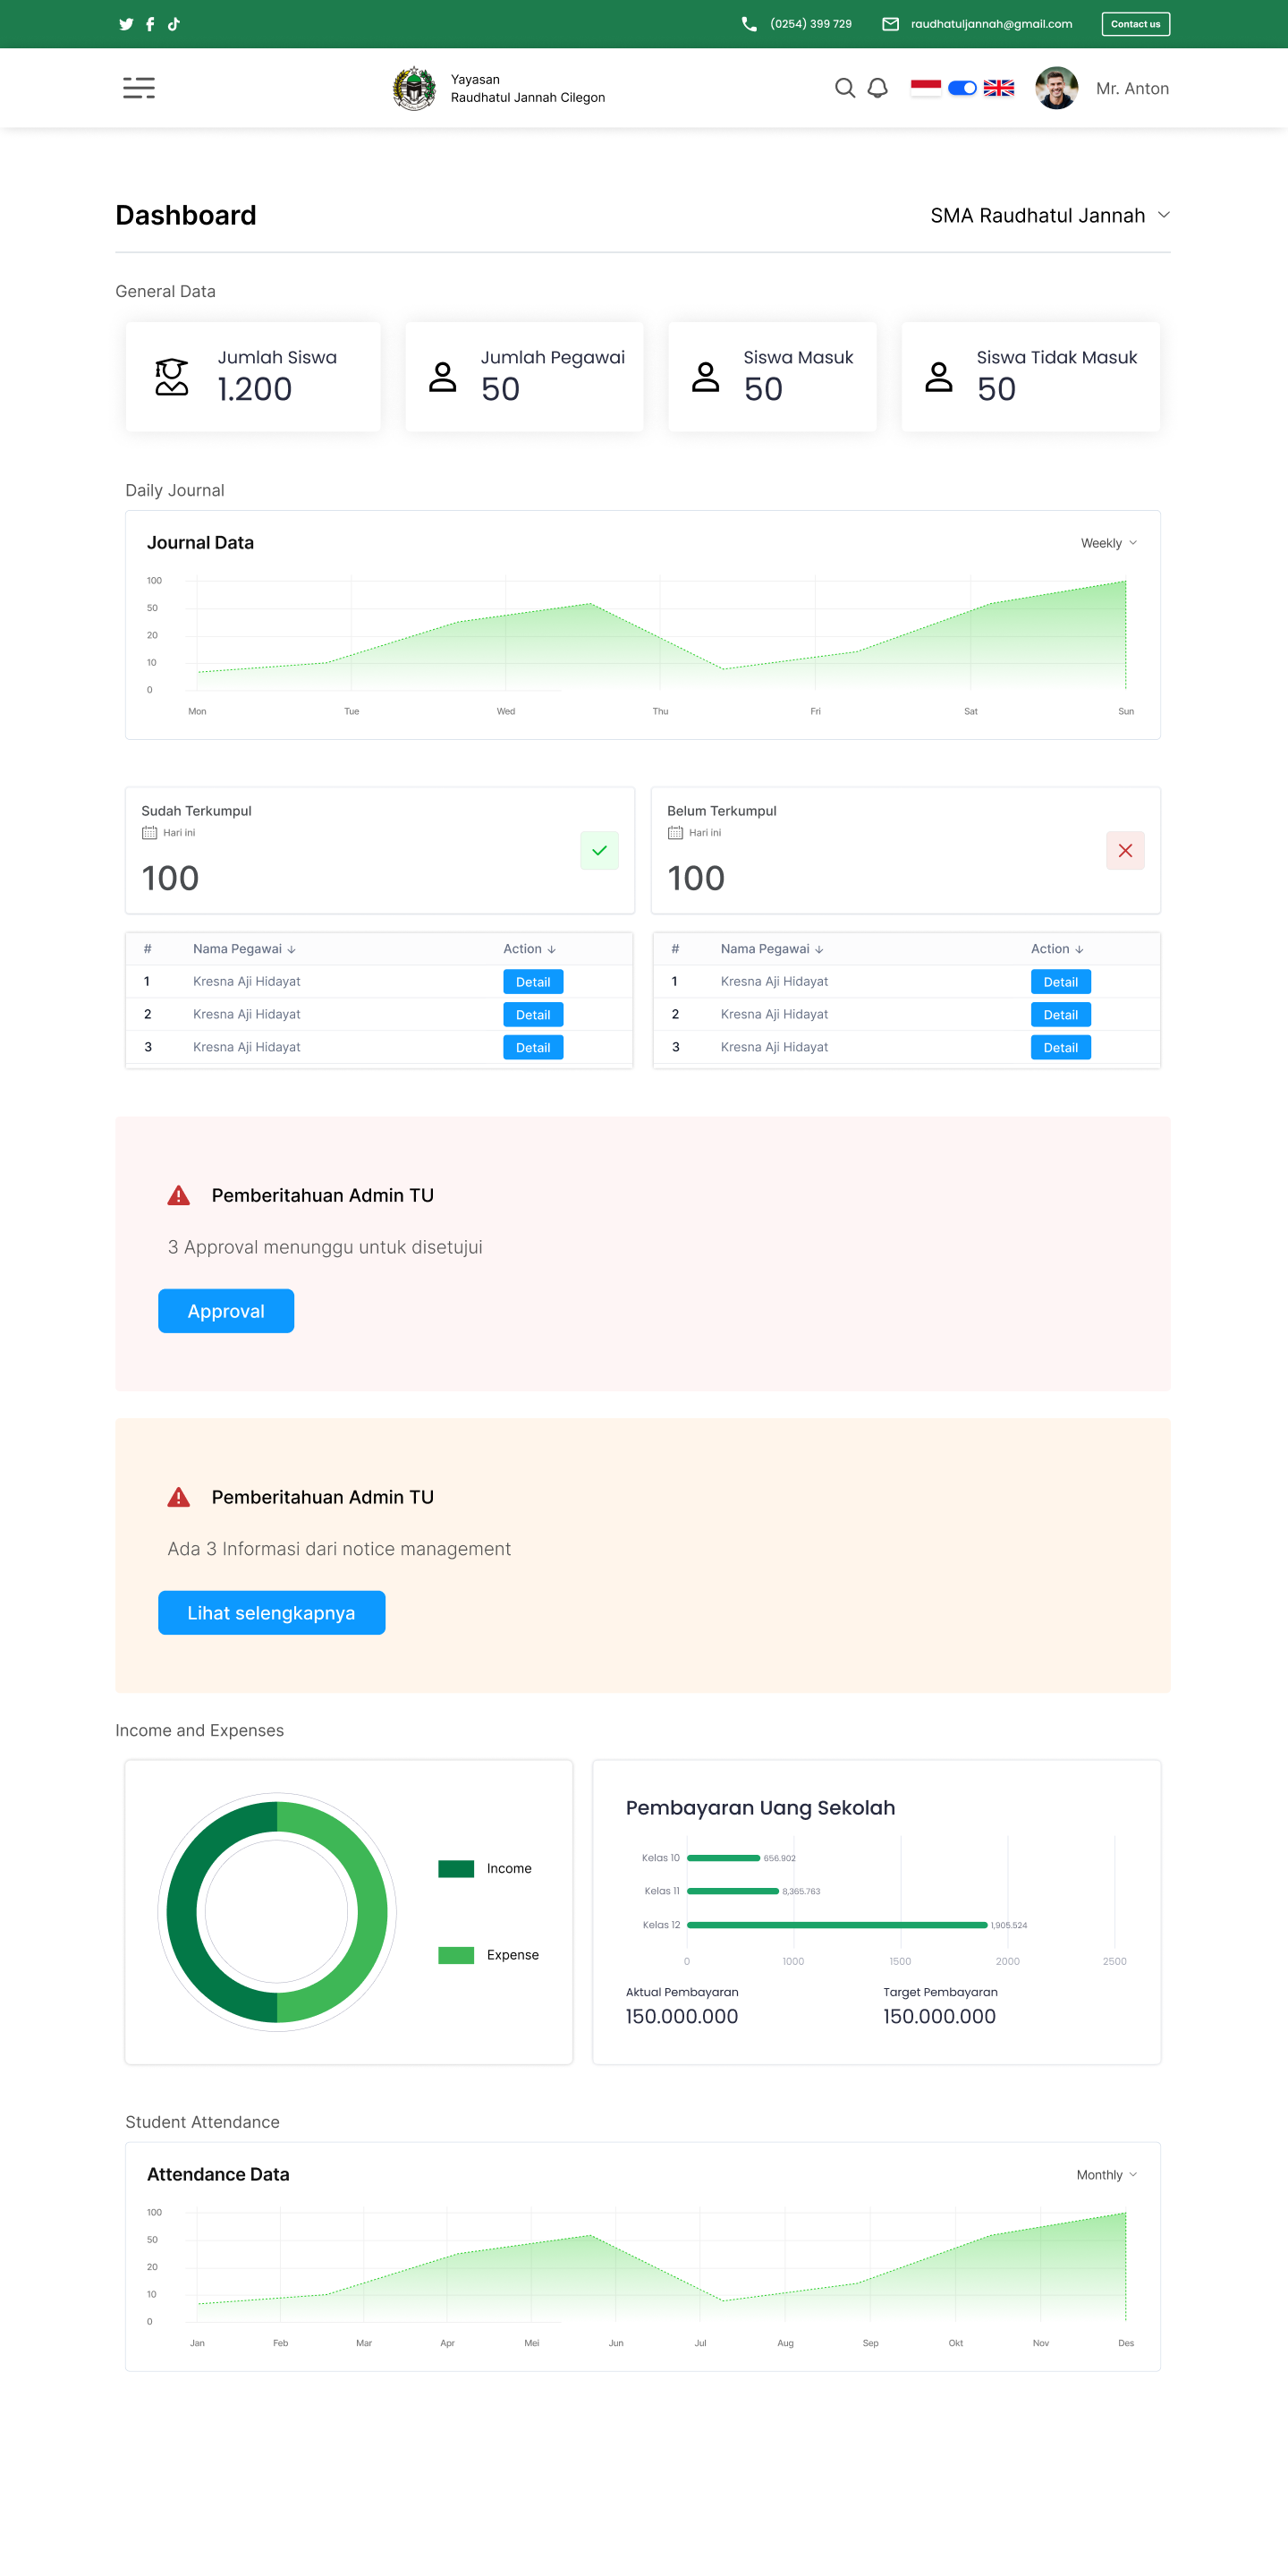 (0254) 399 729 raudhatuljannah@gmail.com Contact us
Yayasan
Raudhatul Jannah Cilegon
Mr. Anton
Dashboard
SMA Raudhatul Jannah
General Data
Jumlah Siswa
1.200
Jumlah Pegawai
50
Siswa Masuk
50
Siswa Tidak Masuk
50
Daily Journal
Journal Data
Weekly
100
50
20
10
0
Mon Tue Wed Thu Fri Sat Sun
Sudah Terkumpul
Hari ini
100
Belum Terkumpul
Hari ini
100
# Nama Pegawai Action
1 Kresna Aji Hidayat Detail
2 Kresna Aji Hidayat Detail
3 Kresna Aji Hidayat Detail
# Nama Pegawai Action
1 Kresna Aji Hidayat Detail
2 Kresna Aji Hidayat Detail
3 Kresna Aji Hidayat Detail
Pemberitahuan Admin TU
3 Approval menunggu untuk disetujui
Approval
Pemberitahuan Admin TU
Ada 3 Informasi dari notice management
Lihat selengkapnya
Income and Expenses
Income
Expense
Pembayaran Uang Sekolah
Kelas 10 656.902
Kelas 11 8,365.763
Kelas 12 1,905.524
0 1000 1500 2000 2500
Aktual Pembayaran
150.000.000
Target Pembayaran
150.000.000
Student Attendance
Attendance Data
Monthly
100
50
20
10
0
Jan Feb Mar Apr Mei Jun Jul Aug Sep Okt Nov Des